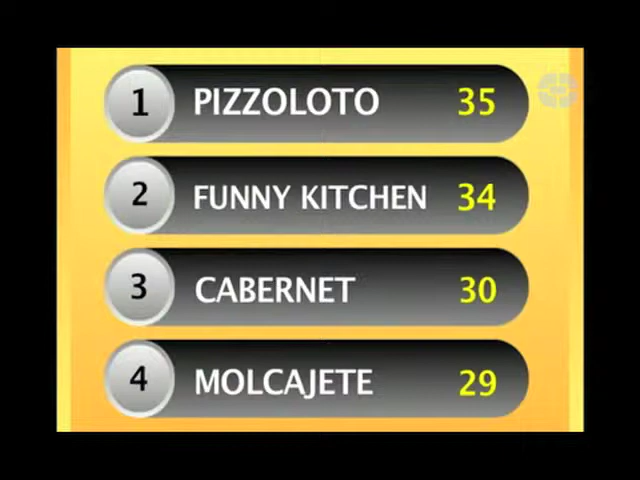 1 PIZZOLOTO 35
2 FUNNY KITCHEN 34
3 CABERNET 30
4 MOLCAJETE 29